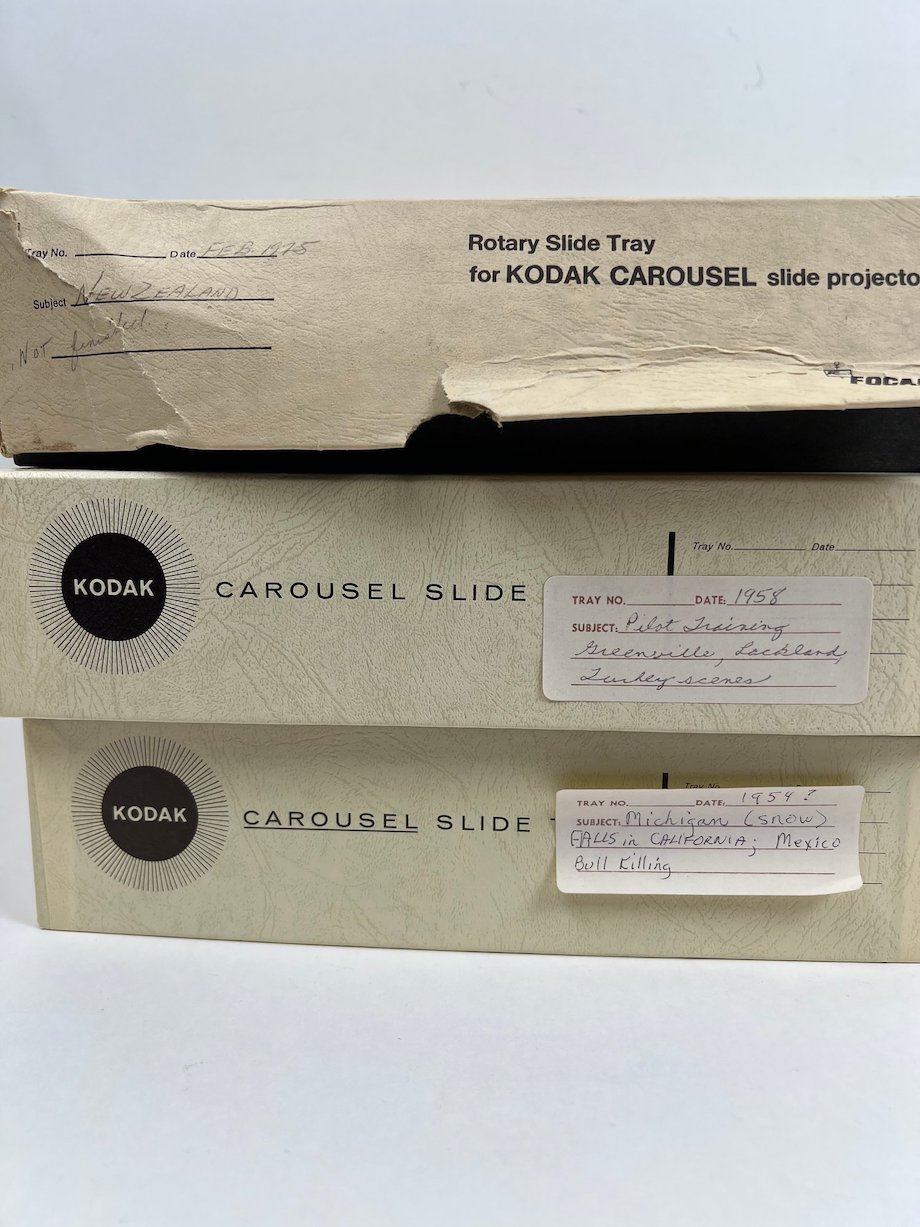 Tray No. Date FEB. 1975
Subject NEW ZEALAND
NOT finished
Rotary Slide Tray
for KODAK CAROUSEL slide projecto
FOCA
KODAK
CAROUSEL SLIDE
Tray No. Date
TRAY NO. DATE: 1958
SUBJECT: Pilot Training
Greenville, Lackland,
Turkey scenes
KODAK
CAROUSEL SLIDE
Tray No.
TRAY NO. DATE: 1954?
SUBJECT: Michigan (snow)
FALLS in CALIFORNIA; Mexico
Bull Killing